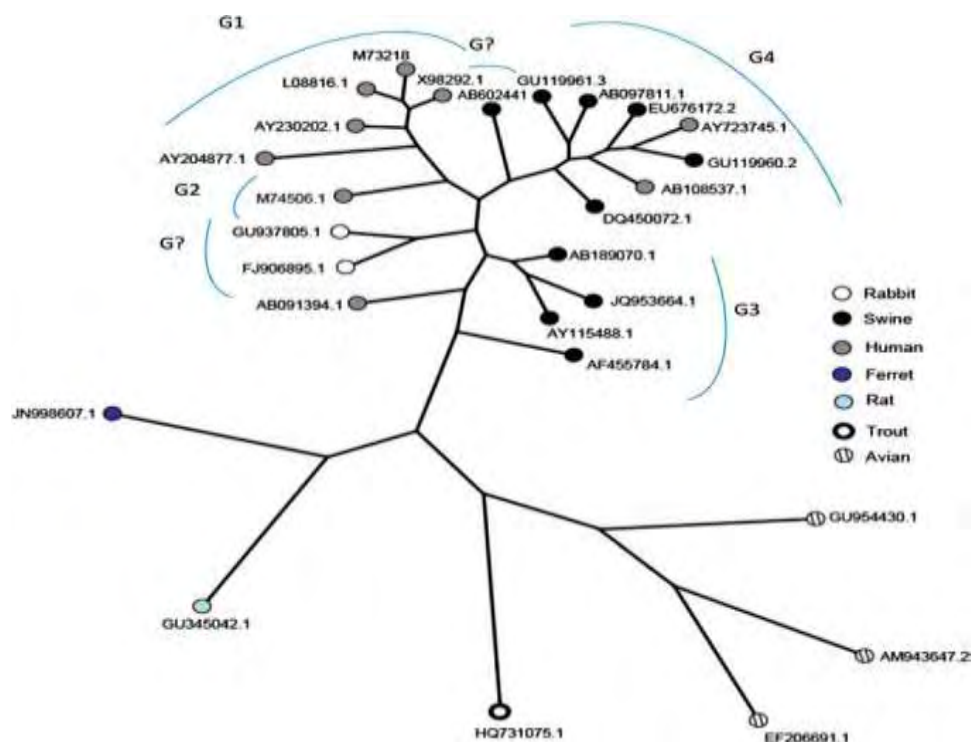 G1
G?
G4
M73218
L08816.1
X98292.1
GU119961.3
AB602441
AB097811.1
EU676172.2
AY230202.1
AY723745.1
AY204877.1
GU119960.2
G2
M74506.1
AB108537.1
DQ450072.1
GU937805.1
G?
AB189070.1
FJ906895.1
AB091394.1
JQ953664.1
G3
AY115488.1
AF455784.1
Rabbit
Swine
Human
Ferret
Rat
Trout
Avian
JN998607.1
GU954430.1
GU345042.1
AM943647.2
HQ731075.1
EF206691.1